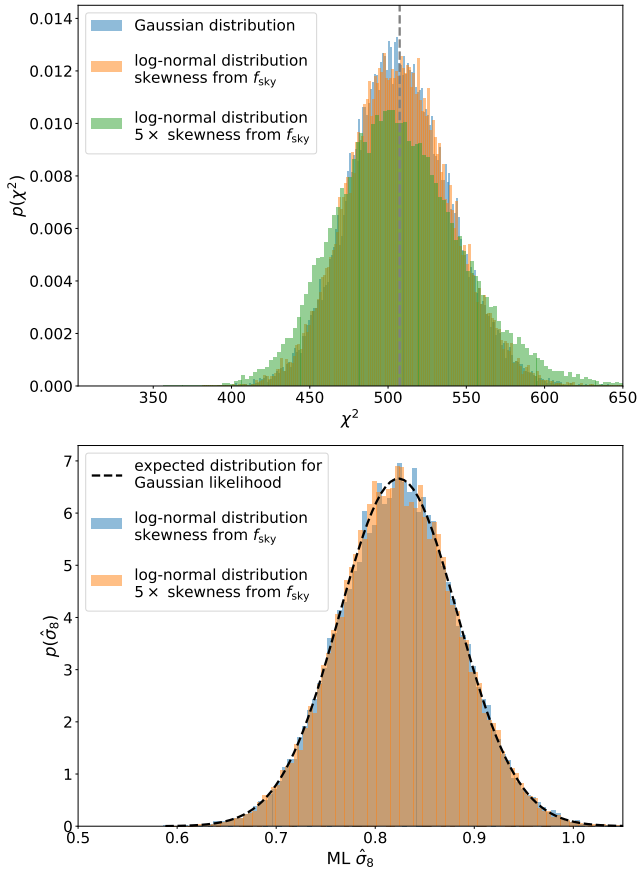 0.014
0.012
0.010
0.008
0.006
0.004
0.002
0.000
p(χ²)
Gaussian distribution
log-normal distribution
skewness from f_sky
log-normal distribution
5× skewness from f_sky
350 400 450 500 550 600 650
χ²
7
6
5
4
3
2
1
0
p(σ̂₈)
expected distribution for
Gaussian likelihood
log-normal distribution
skewness from f_sky
log-normal distribution
5× skewness from f_sky
0.5 0.6 0.7 0.8 0.9 1.0
ML σ̂₈